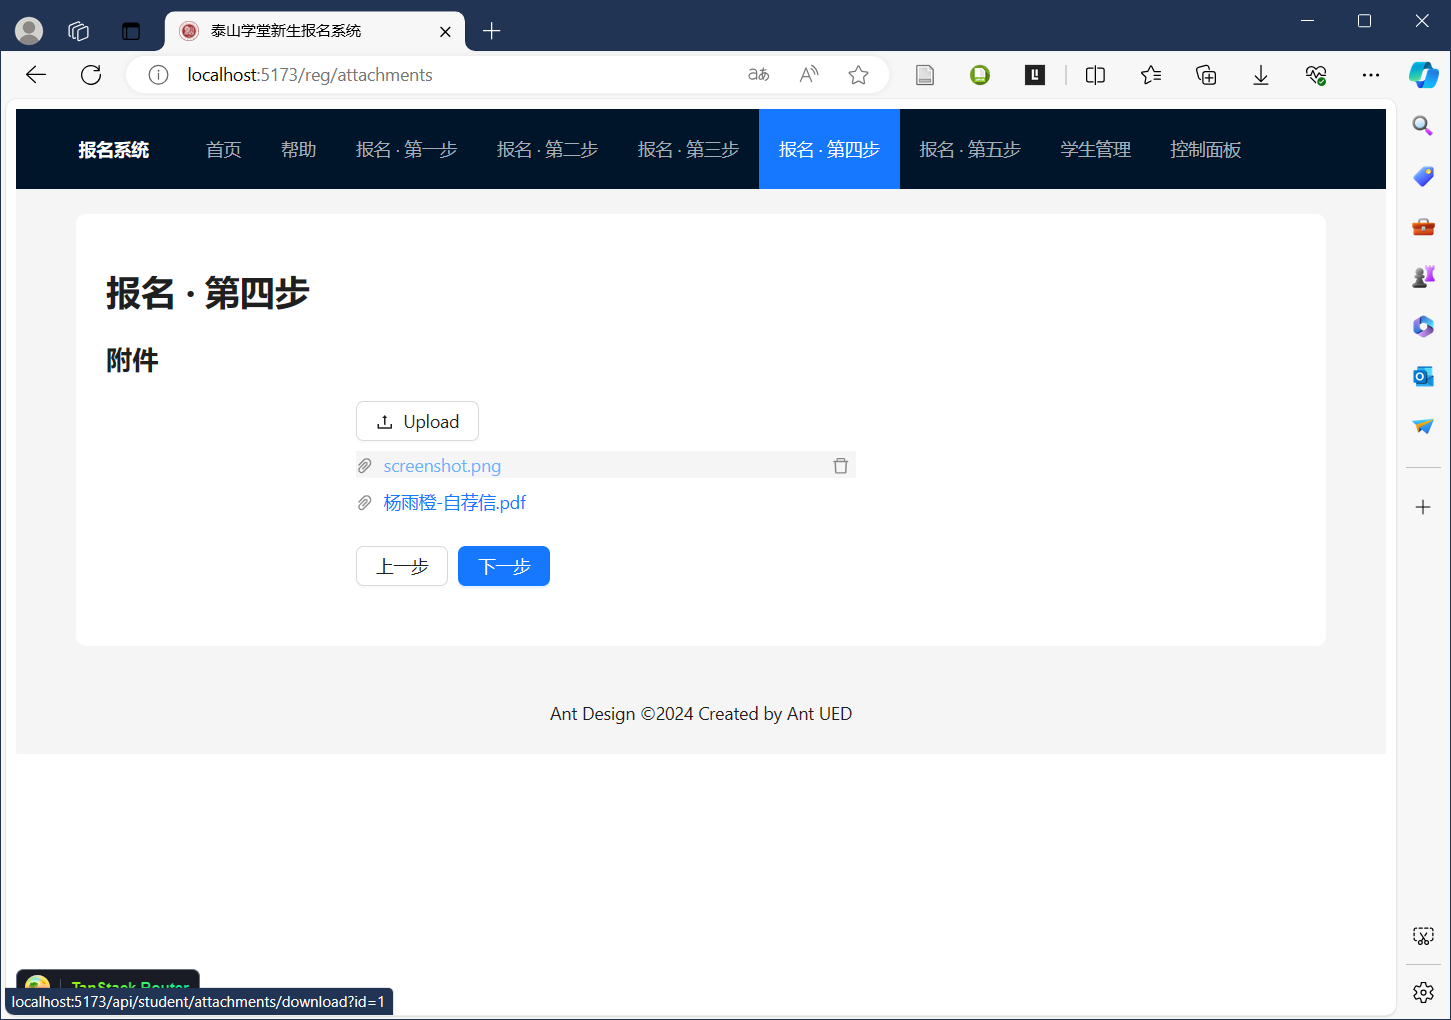 泰山学堂新生报名系统
localhost:5173/reg/attachments
报名系统 首页 帮助 报名 · 第一步 报名 · 第二步 报名 · 第三步 报名 · 第四步 报名 · 第五步 学生管理 控制面板
报名 · 第四步
附件
Upload
screenshot.png
杨雨橙-自荐信.pdf
上一步 下一步
Ant Design ©2024 Created by Ant UED
TanStack Router
localhost:5173/api/student/attachments/download?id=1